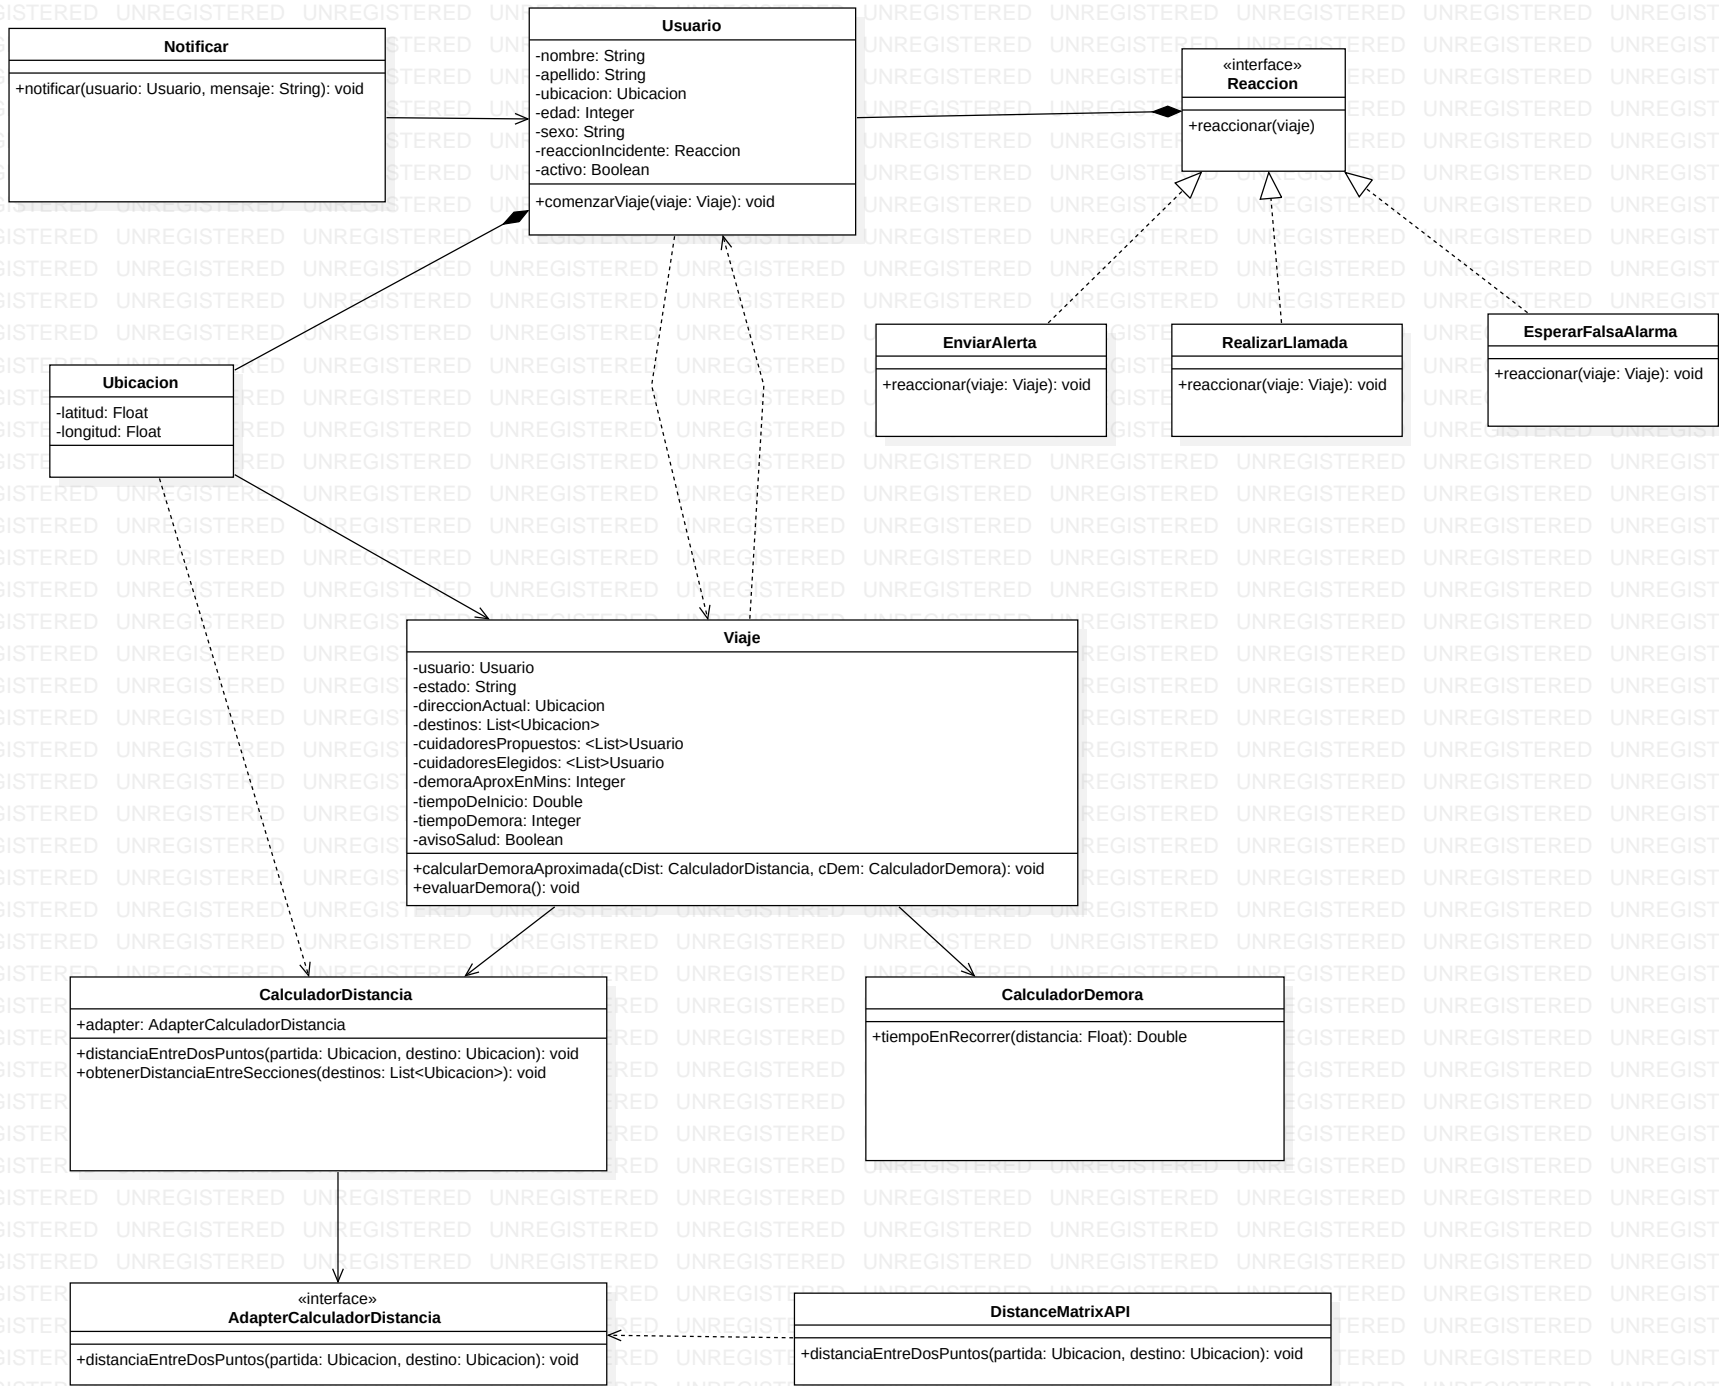 Notificar
+notificar(usuario: Usuario, mensaje: String): void
Usuario
-nombre: String
-apellido: String
-ubicacion: Ubicacion
-edad: Integer
-sexo: String
-reaccionIncidente: Reaccion
-activo: Boolean
+comenzarViaje(viaje: Viaje): void
«interface»
Reaccion
+reaccionar(viaje)
EnviarAlerta
+reaccionar(viaje: Viaje): void
RealizarLlamada
+reaccionar(viaje: Viaje): void
EsperarFalsaAlarma
+reaccionar(viaje: Viaje): void
Ubicacion
-latitud: Float
-longitud: Float
Viaje
-usuario: Usuario
-estado: String
-direccionActual: Ubicacion
-destinos: List<Ubicacion>
-cuidadoresPropuestos: <List>Usuario
-cuidadoresElegidos: <List>Usuario
-demoraAproxEnMins: Integer
-tiempoDeInicio: Double
-tiempoDemora: Integer
-avisoSalud: Boolean
+calcularDemoraAproximada(cDist: CalculadorDistancia, cDem: CalculadorDemora): void
+evaluarDemora(): void
CalculadorDistancia
+adapter: AdapterCalculadorDistancia
+distanciaEntreDosPuntos(partida: Ubicacion, destino: Ubicacion): void
+obtenerDistanciaEntreSecciones(destinos: List<Ubicacion>): void
CalculadorDemora
+tiempoEnRecorrer(distancia: Float): Double
«interface»
AdapterCalculadorDistancia
+distanciaEntreDosPuntos(partida: Ubicacion, destino: Ubicacion): void
DistanceMatrixAPI
+distanciaEntreDosPuntos(partida: Ubicacion, destino: Ubicacion): void
UNREGISTERED